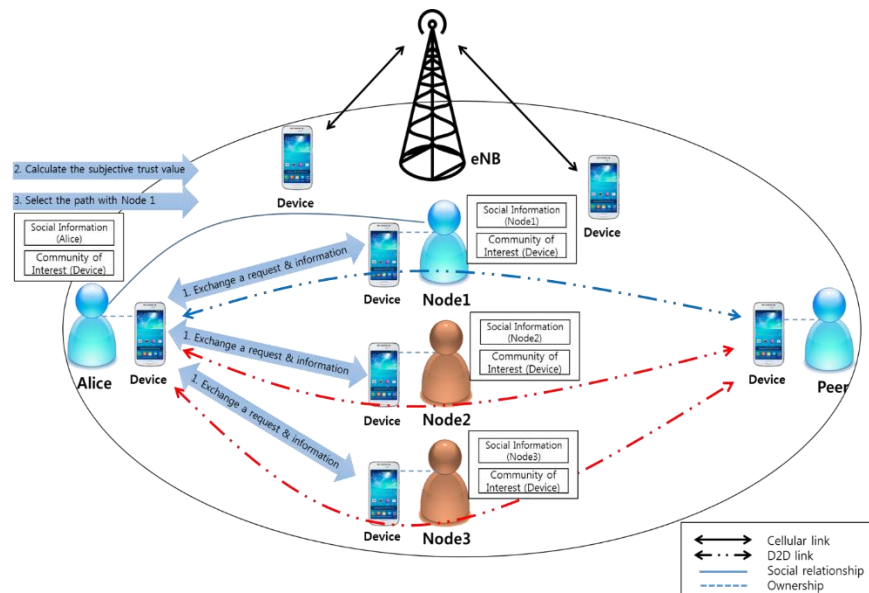 eNB
2. Calculate the subjective trust value
3. Select the path with Node 1
Device
Device
Social Information
(Alice)
Community of
Interest (Device)
Social Information
(Node1)
Community of
Interest (Device)
1. Exchange a request & information
Device
Node1
Alice
Device
1. Exchange a request & information
Social Information
(Node2)
Community of
Interest (Device)
Device
Node2
Device
Peer
1. Exchange a request & information
Social Information
(Node3)
Community of
Interest (Device)
Device
Node3
Cellular link
D2D link
Social relationship
Ownership